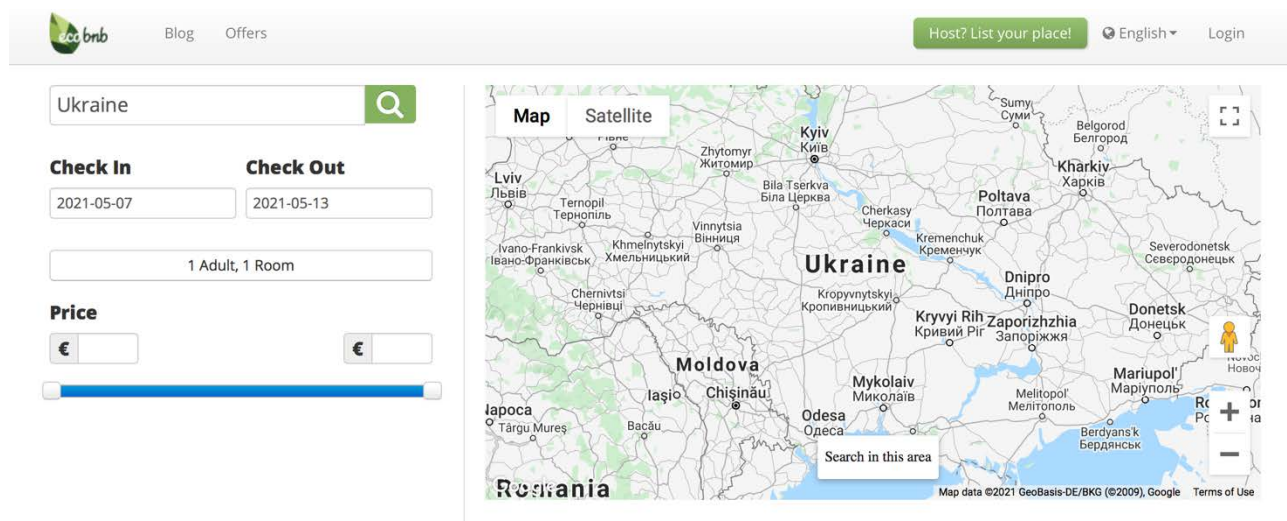 ecobnb
Blog
Offers
Host? List your place!
English
Login
Ukraine
Check In
Check Out
2021-05-07
2021-05-13
1 Adult, 1 Room
Price
€
€
Map
Satellite
Sumy
Суми
Belgorod
Белгород
Kyiv
Київ
Zhytomyr
Житомир
Kharkiv
Харків
Lviv
Львів
Bila Tserkva
Біла Церква
Poltava
Полтава
Ternopil
Тернопіль
Cherkasy
Черкаси
Vinnytsia
Вінниця
Kremenchuk
Кременчук
Ivano-Frankivsk
Івано-Франківськ
Khmelnytskyi
Хмельницький
Severodonetsk
Сєвєродонецьк
Ukraine
Dnipro
Дніпро
Chernivtsi
Чернівці
Kropyvnytskyi
Кропивницький
Donetsk
Донецьк
Kryvyi Rih
Кривий Ріг
Zaporizhzhia
Запоріжжя
Moldova
Mariupol'
Маріуполь
Iași
Chișinău
Mykolaiv
Миколаїв
Melitopol'
Мелітополь
Târgu Mureș
Bacău
Odesa
Одеса
Berdyans'k
Бердянськ
Search in this area
Romania
Google
Map data ©2021 GeoBasis-DE/BKG (©2009), Google
Terms of Use